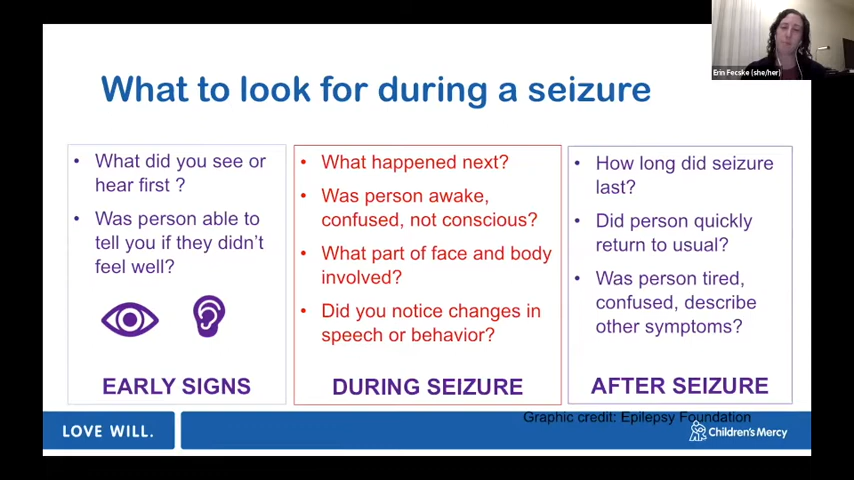 Erin Fecske (she/her)
What to look for during a seizure
• What did you see or
hear first ?
• Was person able to
tell you if they didn't
feel well?
EARLY SIGNS
• What happened next?
• Was person awake,
confused, not conscious?
• What part of face and body
involved?
• Did you notice changes in
speech or behavior?
DURING SEIZURE
• How long did seizure
last?
• Did person quickly
return to usual?
• Was person tired,
confused, describe
other symptoms?
AFTER SEIZURE
Graphic credit: Epilepsy Foundation
LOVE WILL.
Children's Mercy